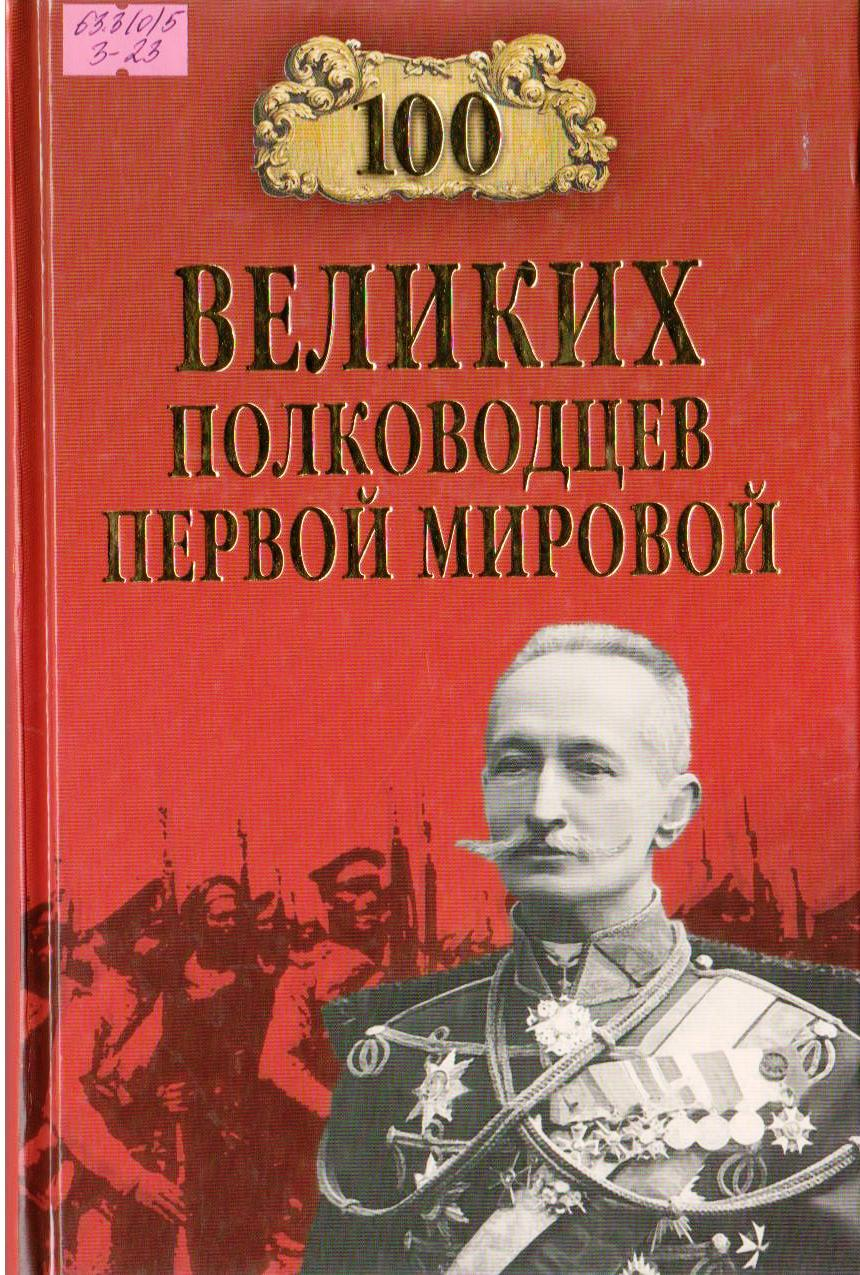 63.3(0)5
З-23
100
ВЕЛИКИХ
ПОЛКОВОДЦЕВ
ПЕРВОЙ МИРОВОЙ